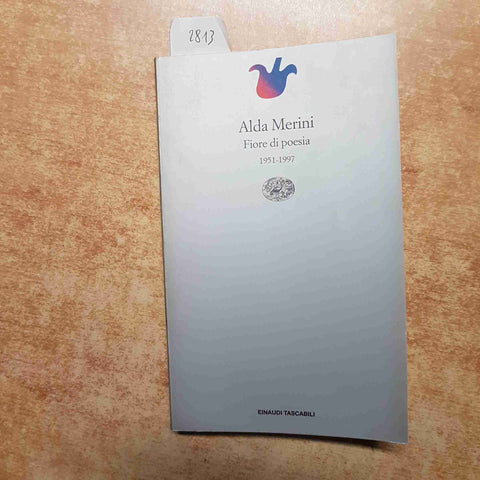 2813
Alda Merini
Fiore di poesia
1951-1997
EINAUDI TASCABILI